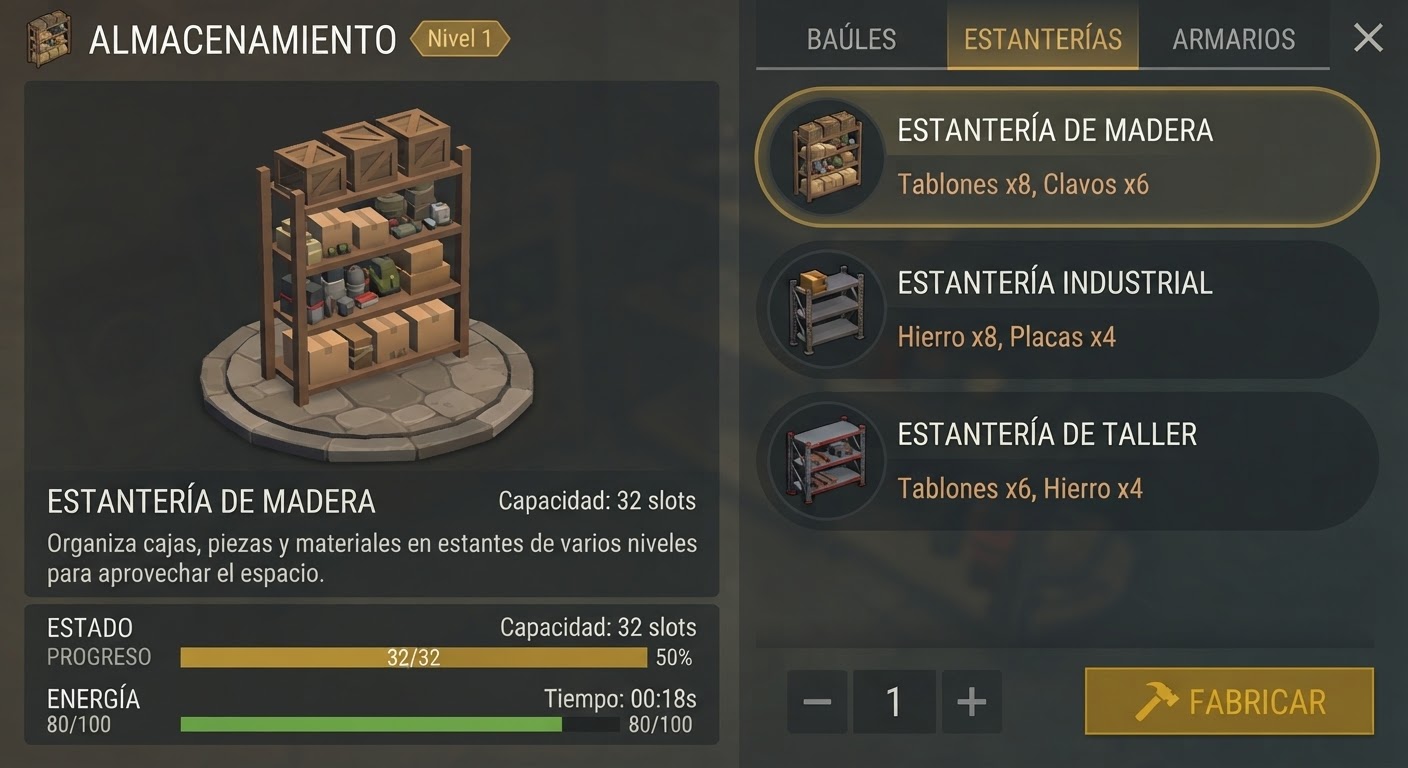 ALMACENAMIENTO
Nivel 1
BAÚLES
ESTANTERÍAS
ARMARIOS
ESTANTERÍA DE MADERA
Tablones x8, Clavos x6
ESTANTERÍA INDUSTRIAL
Hierro x8, Placas x4
ESTANTERÍA DE TALLER
Tablones x6, Hierro x4
ESTANTERÍA DE MADERA
Capacidad: 32 slots
Organiza cajas, piezas y materiales en estantes de varios niveles
para aprovechar el espacio.
ESTADO
Capacidad: 32 slots
PROGRESO
32/32
50%
ENERGÍA
Tiempo: 00:18s
80/100
80/100
1
FABRICAR